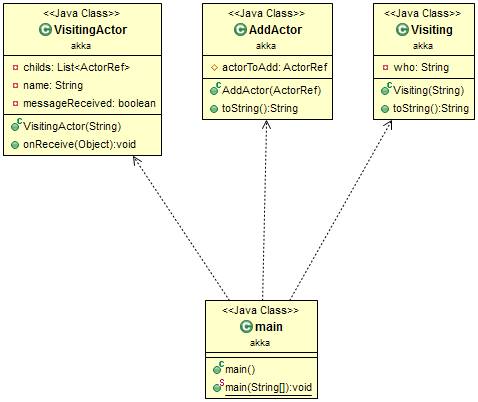 <<Java Class>>
VisitingActor
akka
childs: List<ActorRef>
name: String
messageReceived: boolean
VisitingActor(String)
onReceive(Object):void
<<Java Class>>
AddActor
akka
actorToAdd: ActorRef
AddActor(ActorRef)
toString():String
<<Java Class>>
Visiting
akka
who: String
Visiting(String)
toString():String
<<Java Class>>
main
akka
main()
main(String[]):void